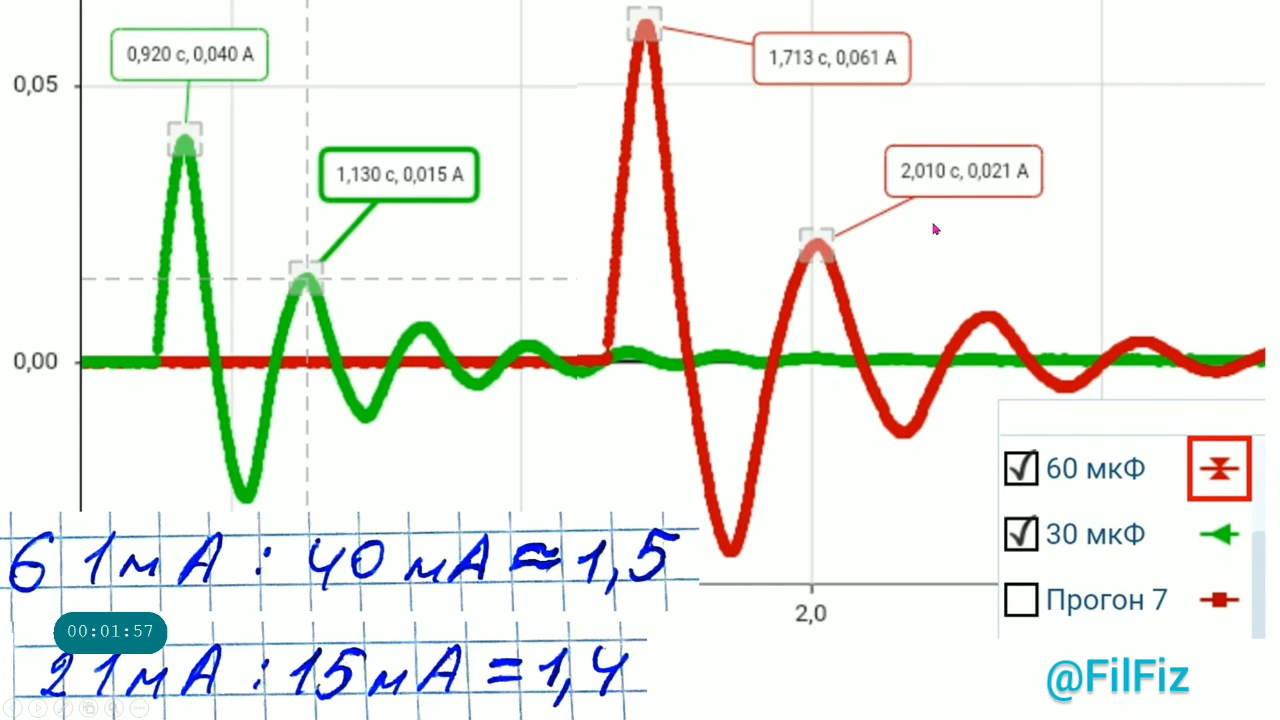 0,920 с, 0,040 А
1,713 с, 0,061 А
0,05
1,130 с, 0,015 А
2,010 с, 0,021 А
0,00
60 мкФ
30 мкФ
Прогон 7
2,0
61мА : 40мА ≈ 1,5
00:01:57
21мА : 15мА = 1,4
@FilFiz